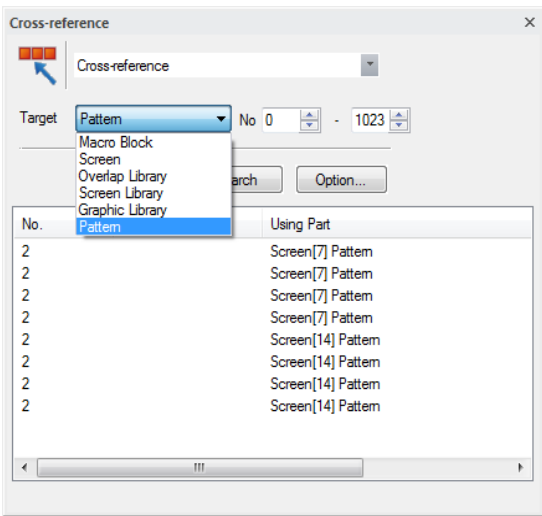 Cross-reference
Cross-reference
Target Pattern No 0 - 1023
Macro Block
Screen
Overlap Library
Screen Library
Graphic Library
Pattern
Option...
No. Using Part
2 Screen[7] Pattern
2 Screen[7] Pattern
2 Screen[7] Pattern
2 Screen[7] Pattern
2 Screen[14] Pattern
2 Screen[14] Pattern
2 Screen[14] Pattern
2 Screen[14] Pattern